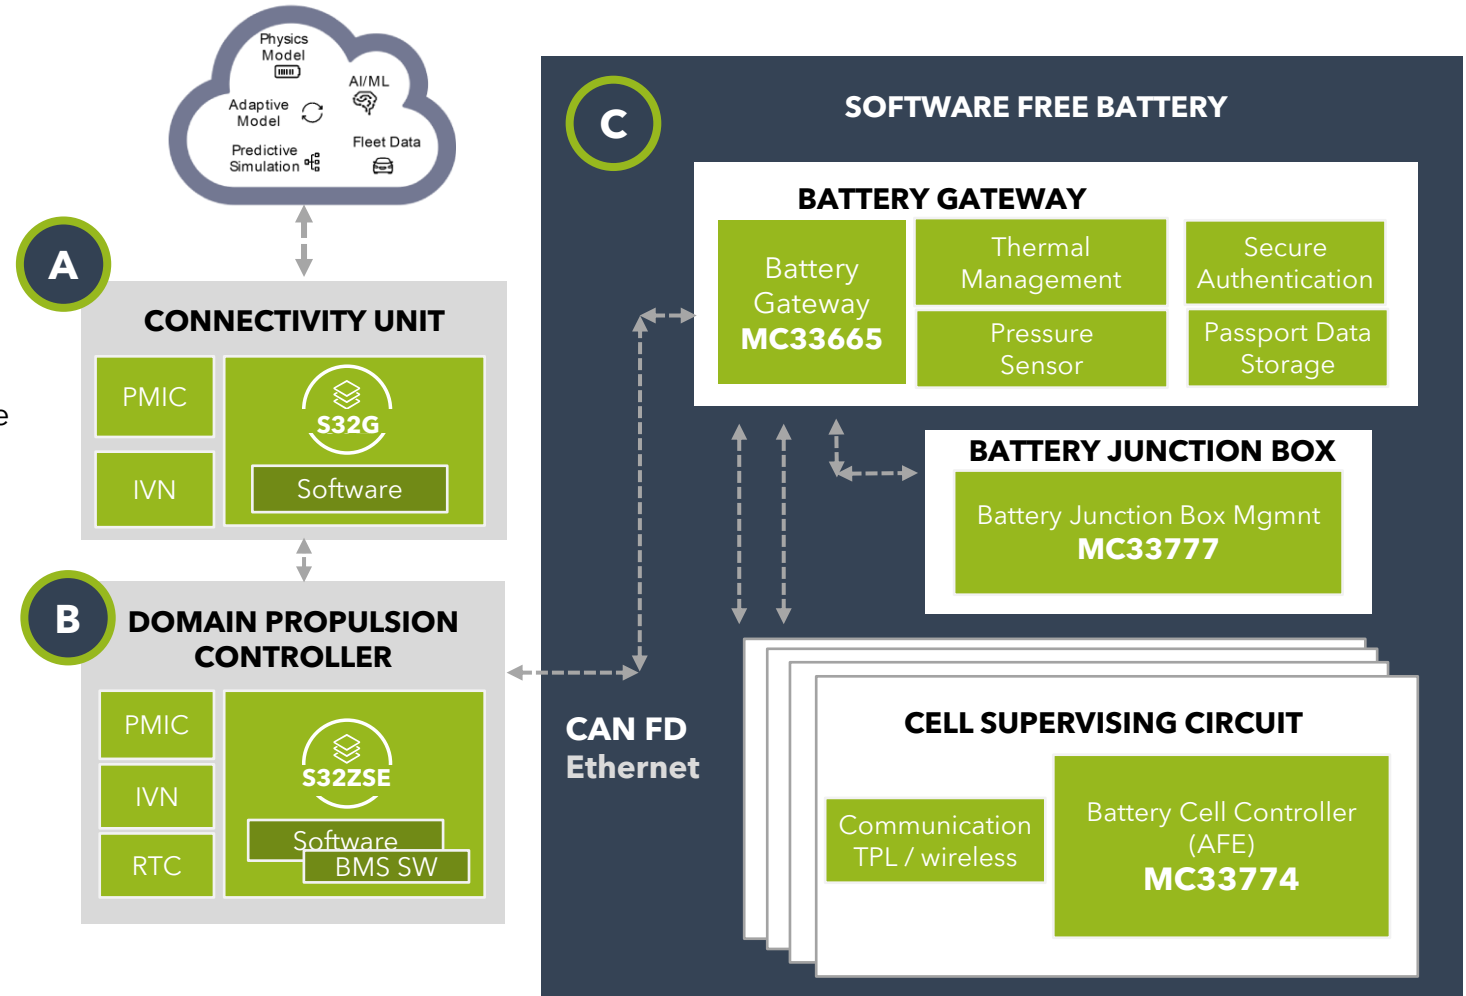 Physics
Model
AI/ML
Adaptive
Model
Predictive
Simulation
Fleet Data
A
CONNECTIVITY UNIT
PMIC
IVN
S32G
Software
e
B
DOMAIN PROPULSION
CONTROLLER
PMIC
IVN
RTC
S32ZSE
Software
BMS SW
C
SOFTWARE FREE BATTERY
BATTERY GATEWAY
Battery
Gateway
MC33665
Thermal
Management
Secure
Authentication
Pressure
Sensor
Passport Data
Storage
BATTERY JUNCTION BOX
Battery Junction Box Mgmnt
MC33777
CAN FD
Ethernet
CELL SUPERVISING CIRCUIT
Communication
TPL / wireless
Battery Cell Controller
(AFE)
MC33774